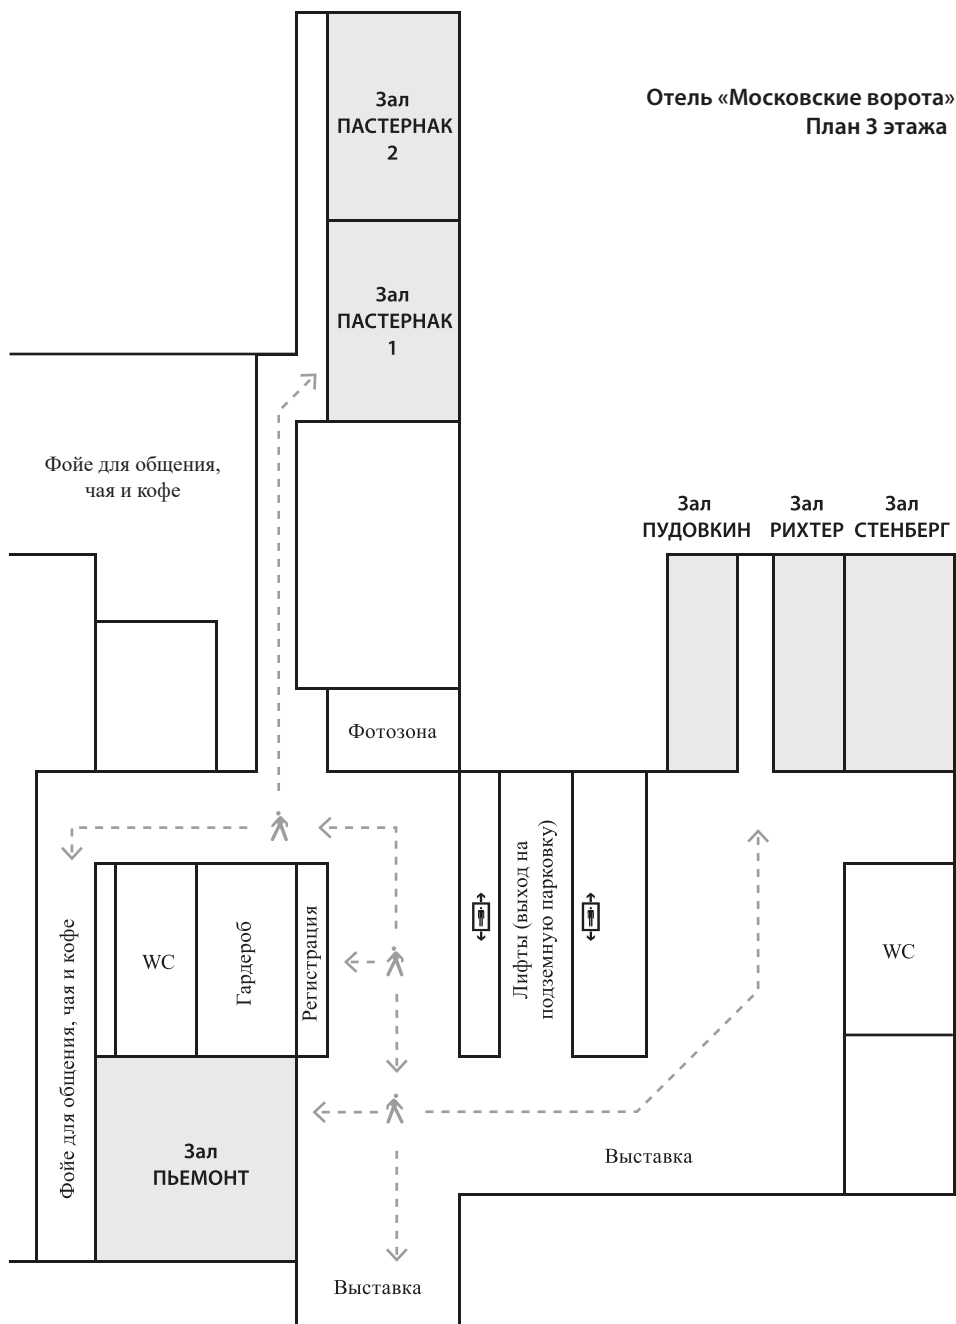 Отель «Московские ворота»
План 3 этажа
Зал
ПАСТЕРНАК
2
Зал
ПАСТЕРНАК
1
Фойе для общения,
чая и кофе
Зал
ПУДОВКИН
Зал
РИХТЕР
Зал
СТЕНБЕРГ
Фотозона
Фойе для общения, чая и кофе
WC
Гардероб
Регистрация
Лифты (выход на
подземную парковку)
WC
Зал
ПЬЕМОНТ
Выставка
Выставка